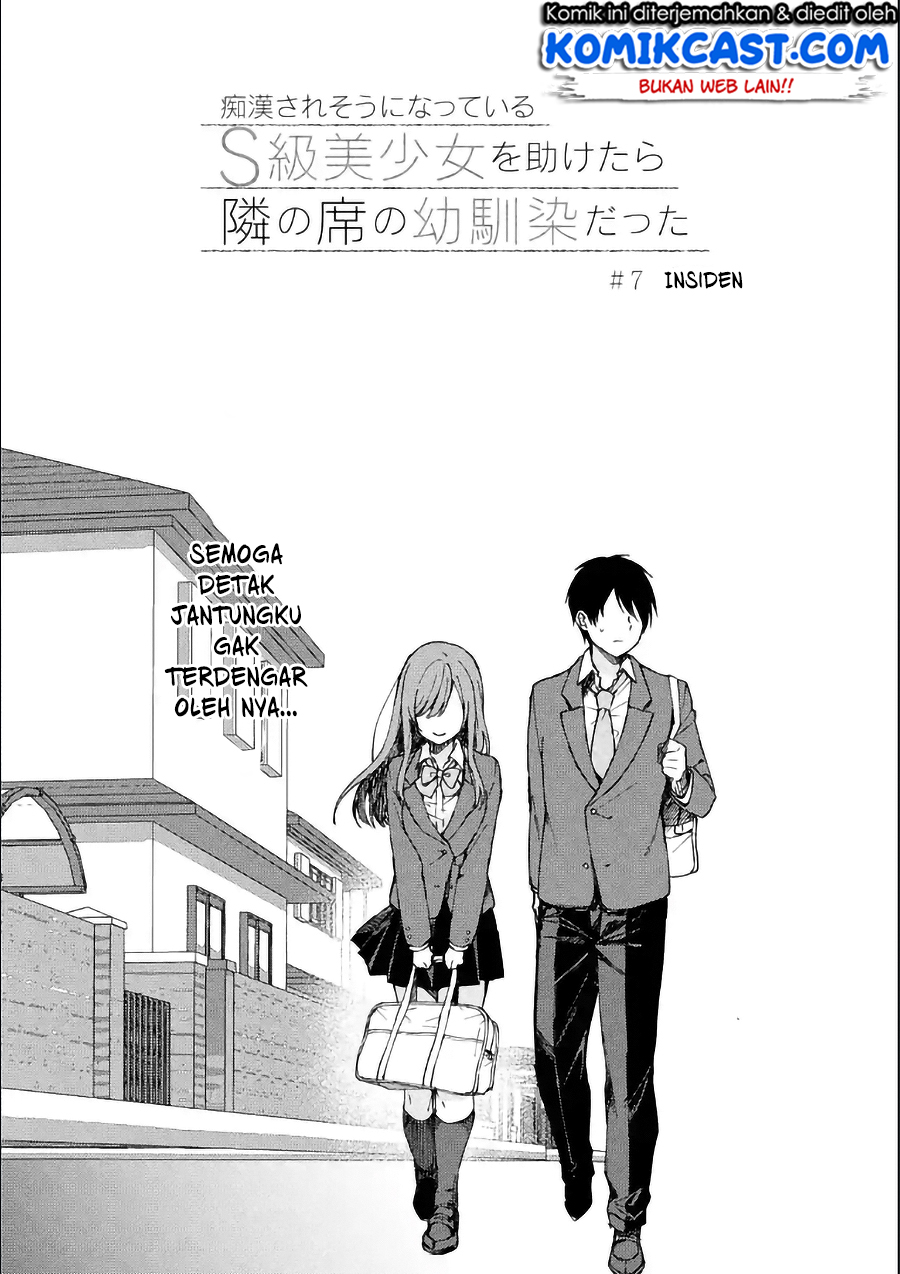 Komik ini diterjemahkan & diedit oleh
KOMIKCAST.COM
BUKAN WEB LAIN!!
痴漢されそうになっている
S級美少女を助けたら
隣の席の幼馴染だった
#7 INSIDEN
SEMOGA
DETAK
JANTUNGKU
GAK
TERDENGAR
OLEH NYA...